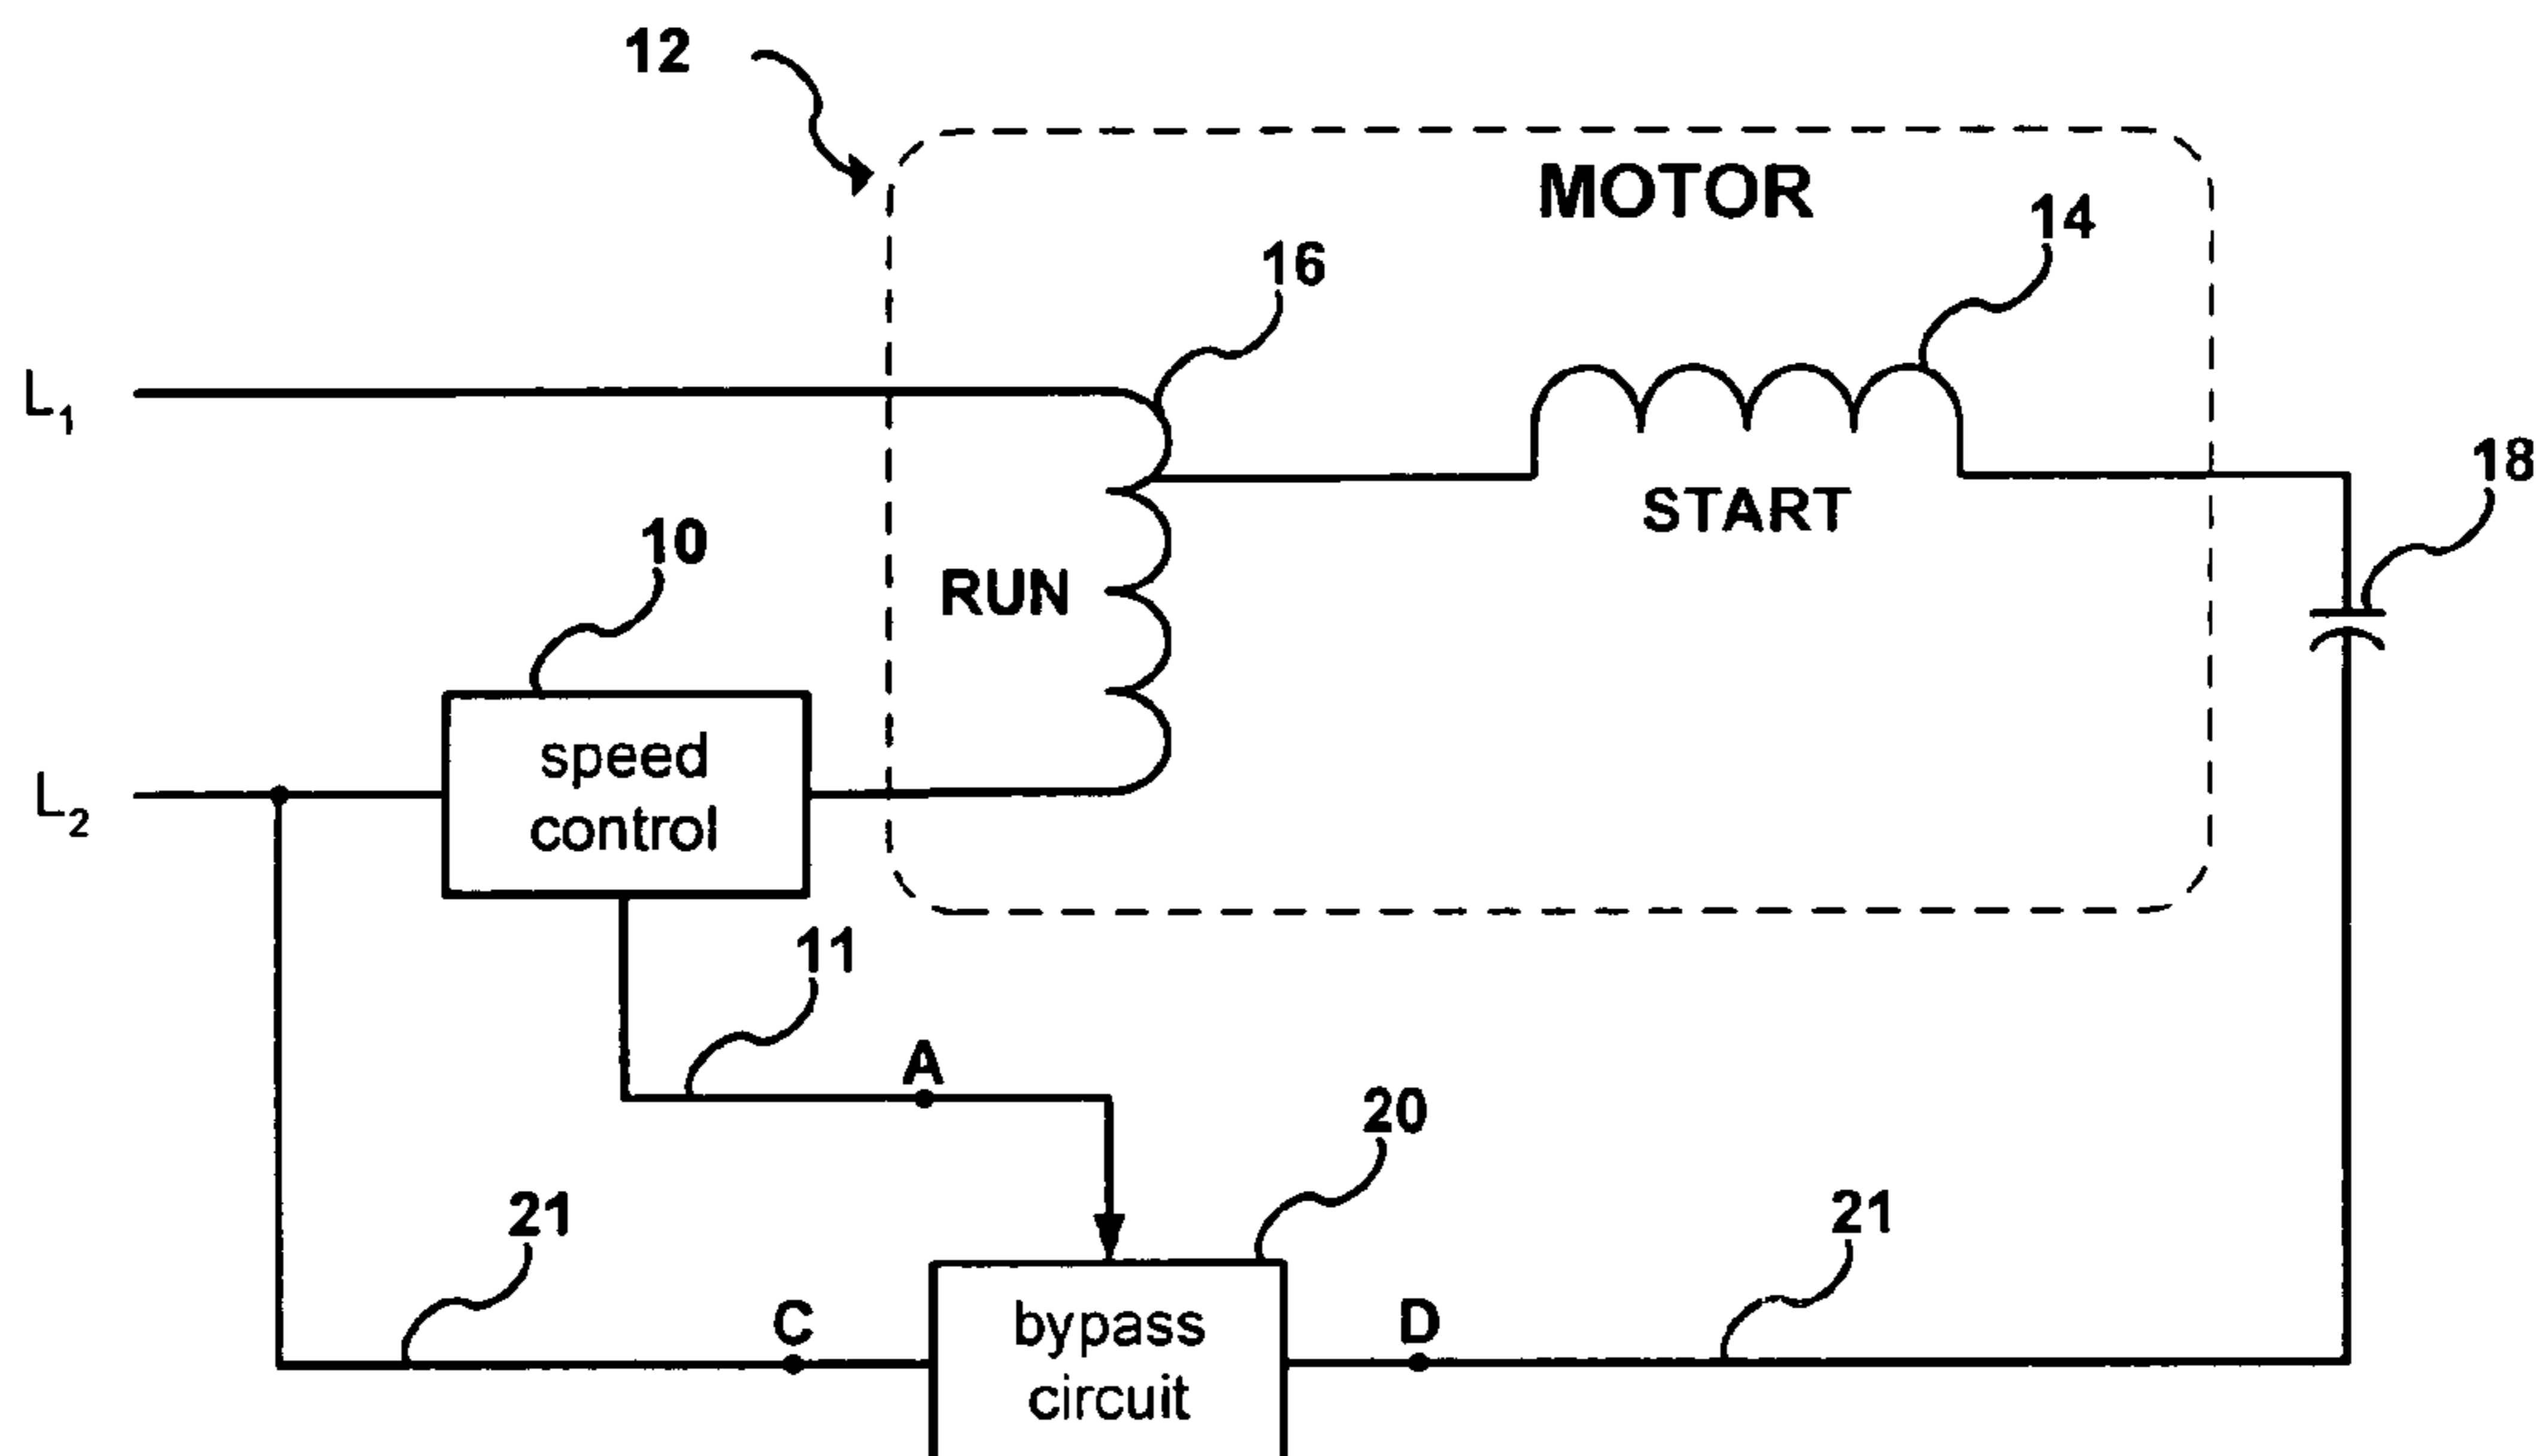 12
MOTOR
14
16
L₁
18
START
10
RUN
speed
control
L₂
11
A
20
21
21
C
D
bypass
circuit